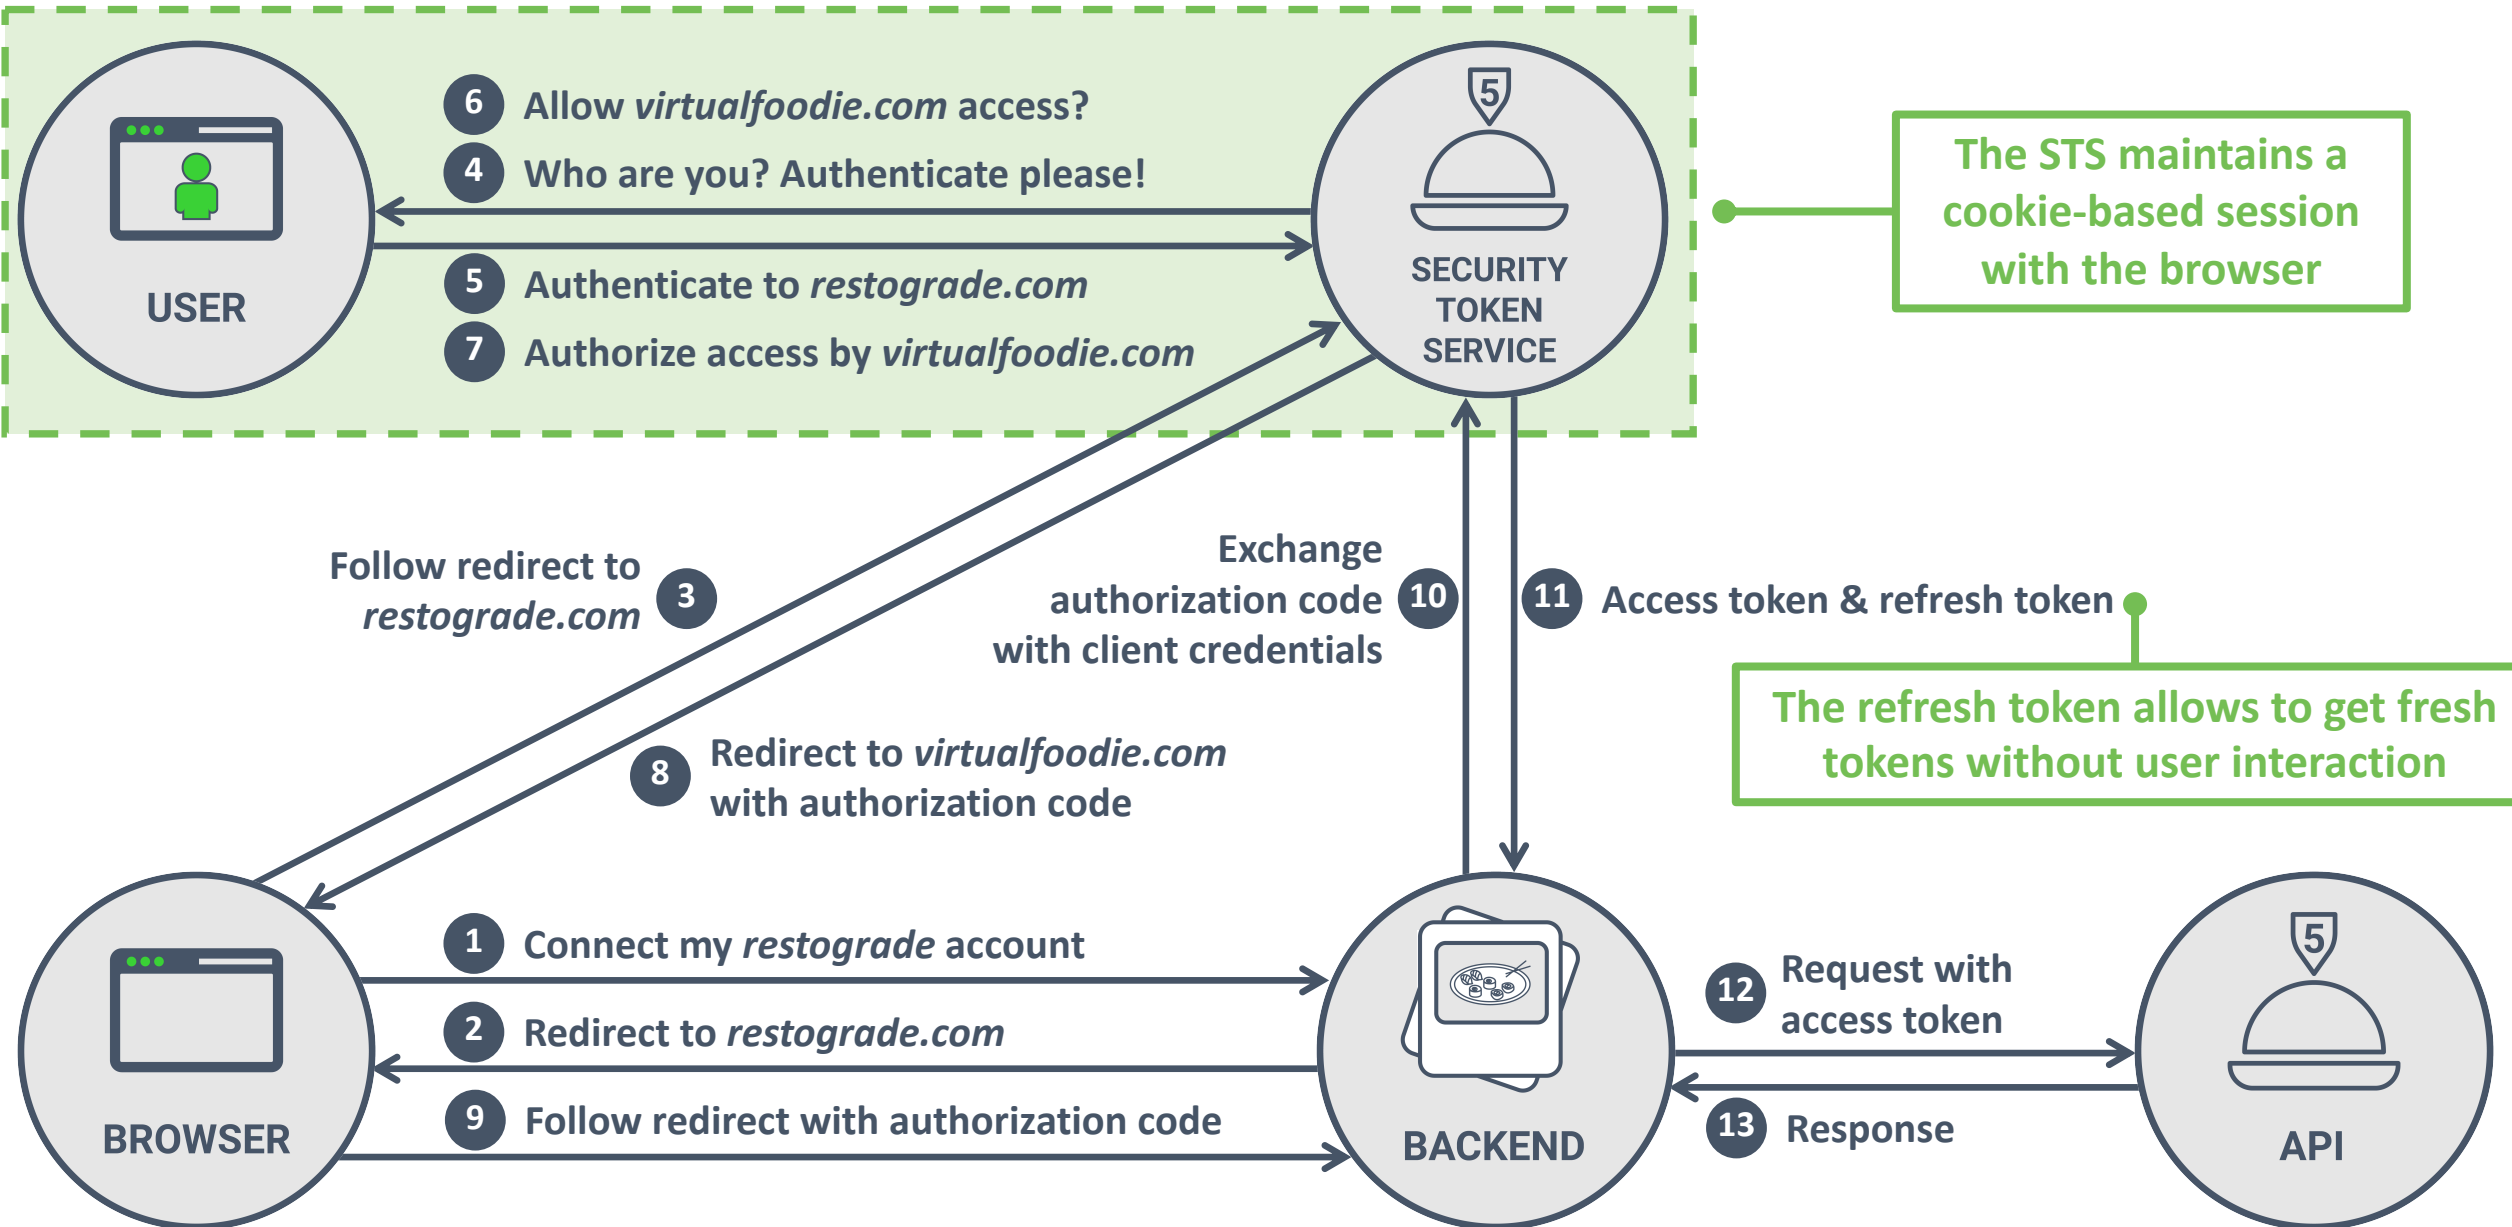 6 Allow virtualfoodie.com access?
4 Who are you? Authenticate please!
5 Authenticate to restograde.com
7 Authorize access by virtualfoodie.com
USER
5
SECURITY
TOKEN
SERVICE
The STS maintains a
cookie-based session
with the browser
Follow redirect to
restograde.com
3
Exchange
authorization code
with client credentials
10
11 Access token & refresh token
The refresh token allows to get fresh
tokens without user interaction
8 Redirect to virtualfoodie.com
with authorization code
1 Connect my restograde account
2 Redirect to restograde.com
9 Follow redirect with authorization code
BROWSER
BACKEND
12 Request with
access token
13 Response
5
API